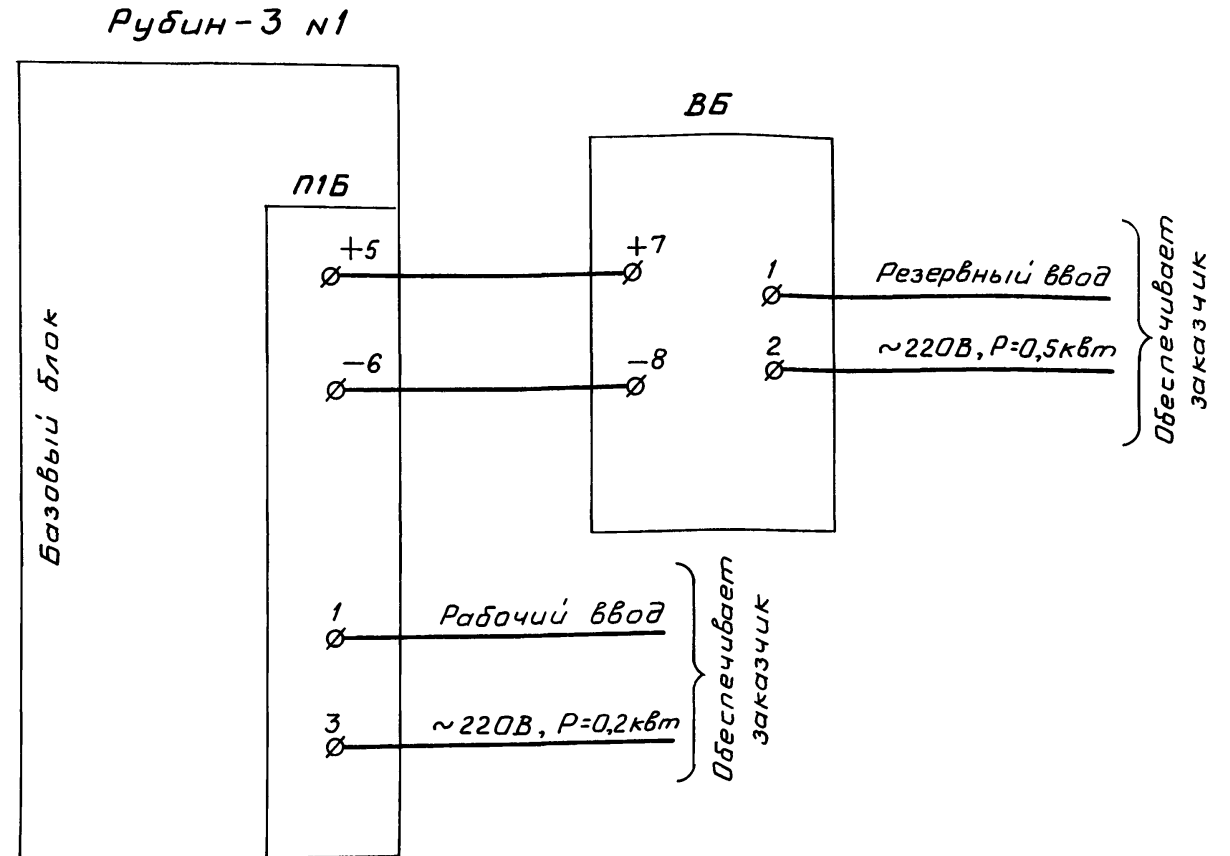 Рубин-3 №1
ВБ
П1Б
+5
+7
1
Резервный ввод
-6
-8
2
~220В, Р=0,5квт
Обеспечивает
заказчик
Базовый блок
1
Рабочий ввод
3
~220В, Р=0,2квт
Обеспечивает
заказчик